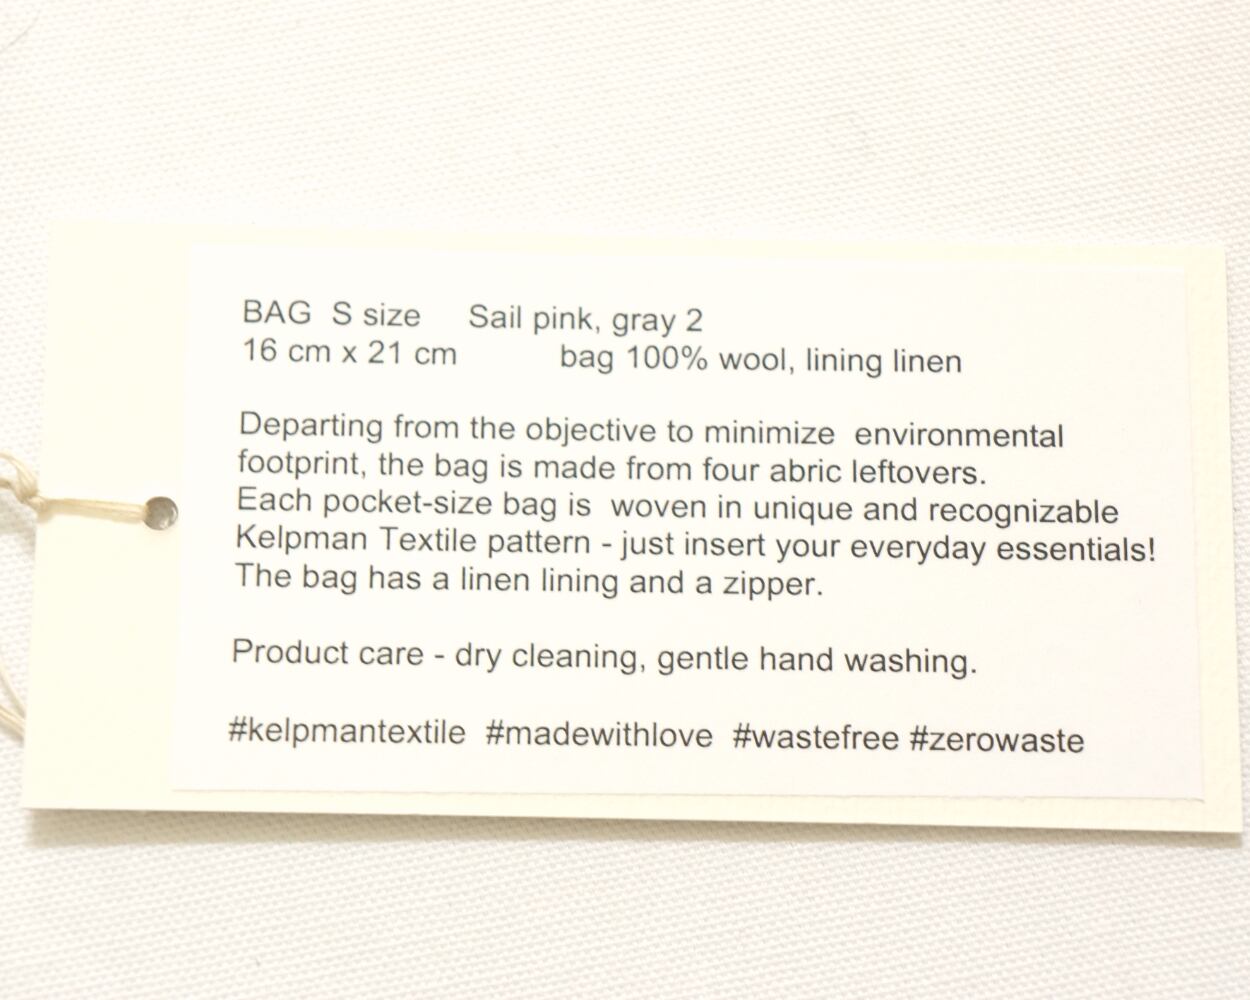 BAG  S size     Sail pink, gray 2
16 cm x 21 cm          bag 100% wool, lining linen
Departing from the objective to minimize  environmental
footprint, the bag is made from four abric leftovers.
Each pocket-size bag is  woven in unique and recognizable
Kelpman Textile pattern - just insert your everyday essentials!
The bag has a linen lining and a zipper.
Product care - dry cleaning, gentle hand washing.
#kelpmantextile  #madewithlove  #wastefree #zerowaste